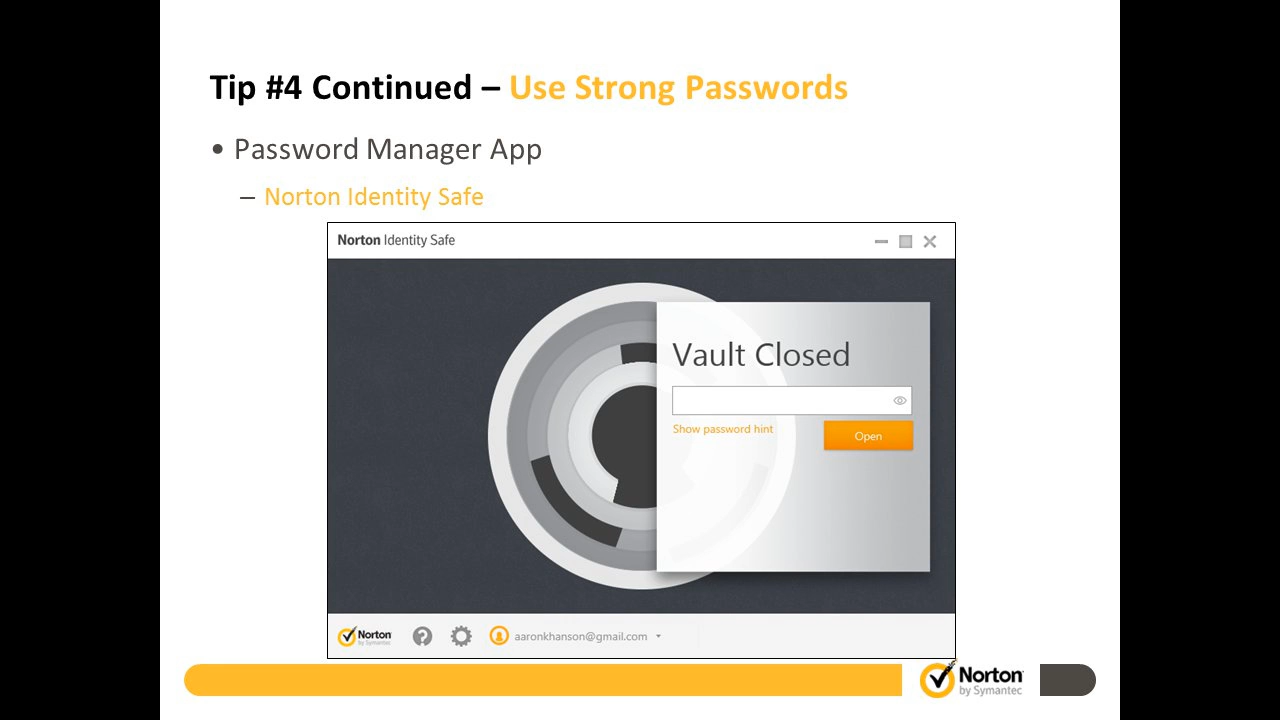 Tip #4 Continued – Use Strong Passwords
• Password Manager App
– Norton Identity Safe
Norton Identity Safe
Vault Closed
Show password hint
Open
Norton
by Symantec
aaronkhanson@gmail.com
Norton
by Symantec